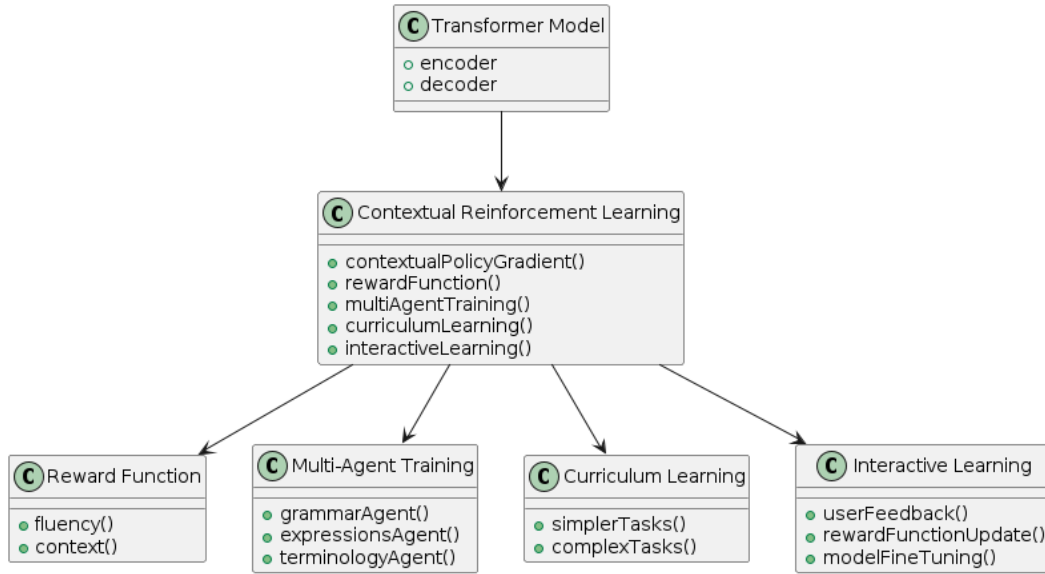 C Transformer Model
encoder
decoder
C Contextual Reinforcement Learning
contextualPolicyGradient()
rewardFunction()
multiAgentTraining()
curriculumLearning()
interactiveLearning()
C Reward Function
fluency()
context()
C Multi-Agent Training
grammarAgent()
expressionsAgent()
terminologyAgent()
C Curriculum Learning
simplerTasks()
complexTasks()
C Interactive Learning
userFeedback()
rewardFunctionUpdate()
modelFineTuning()